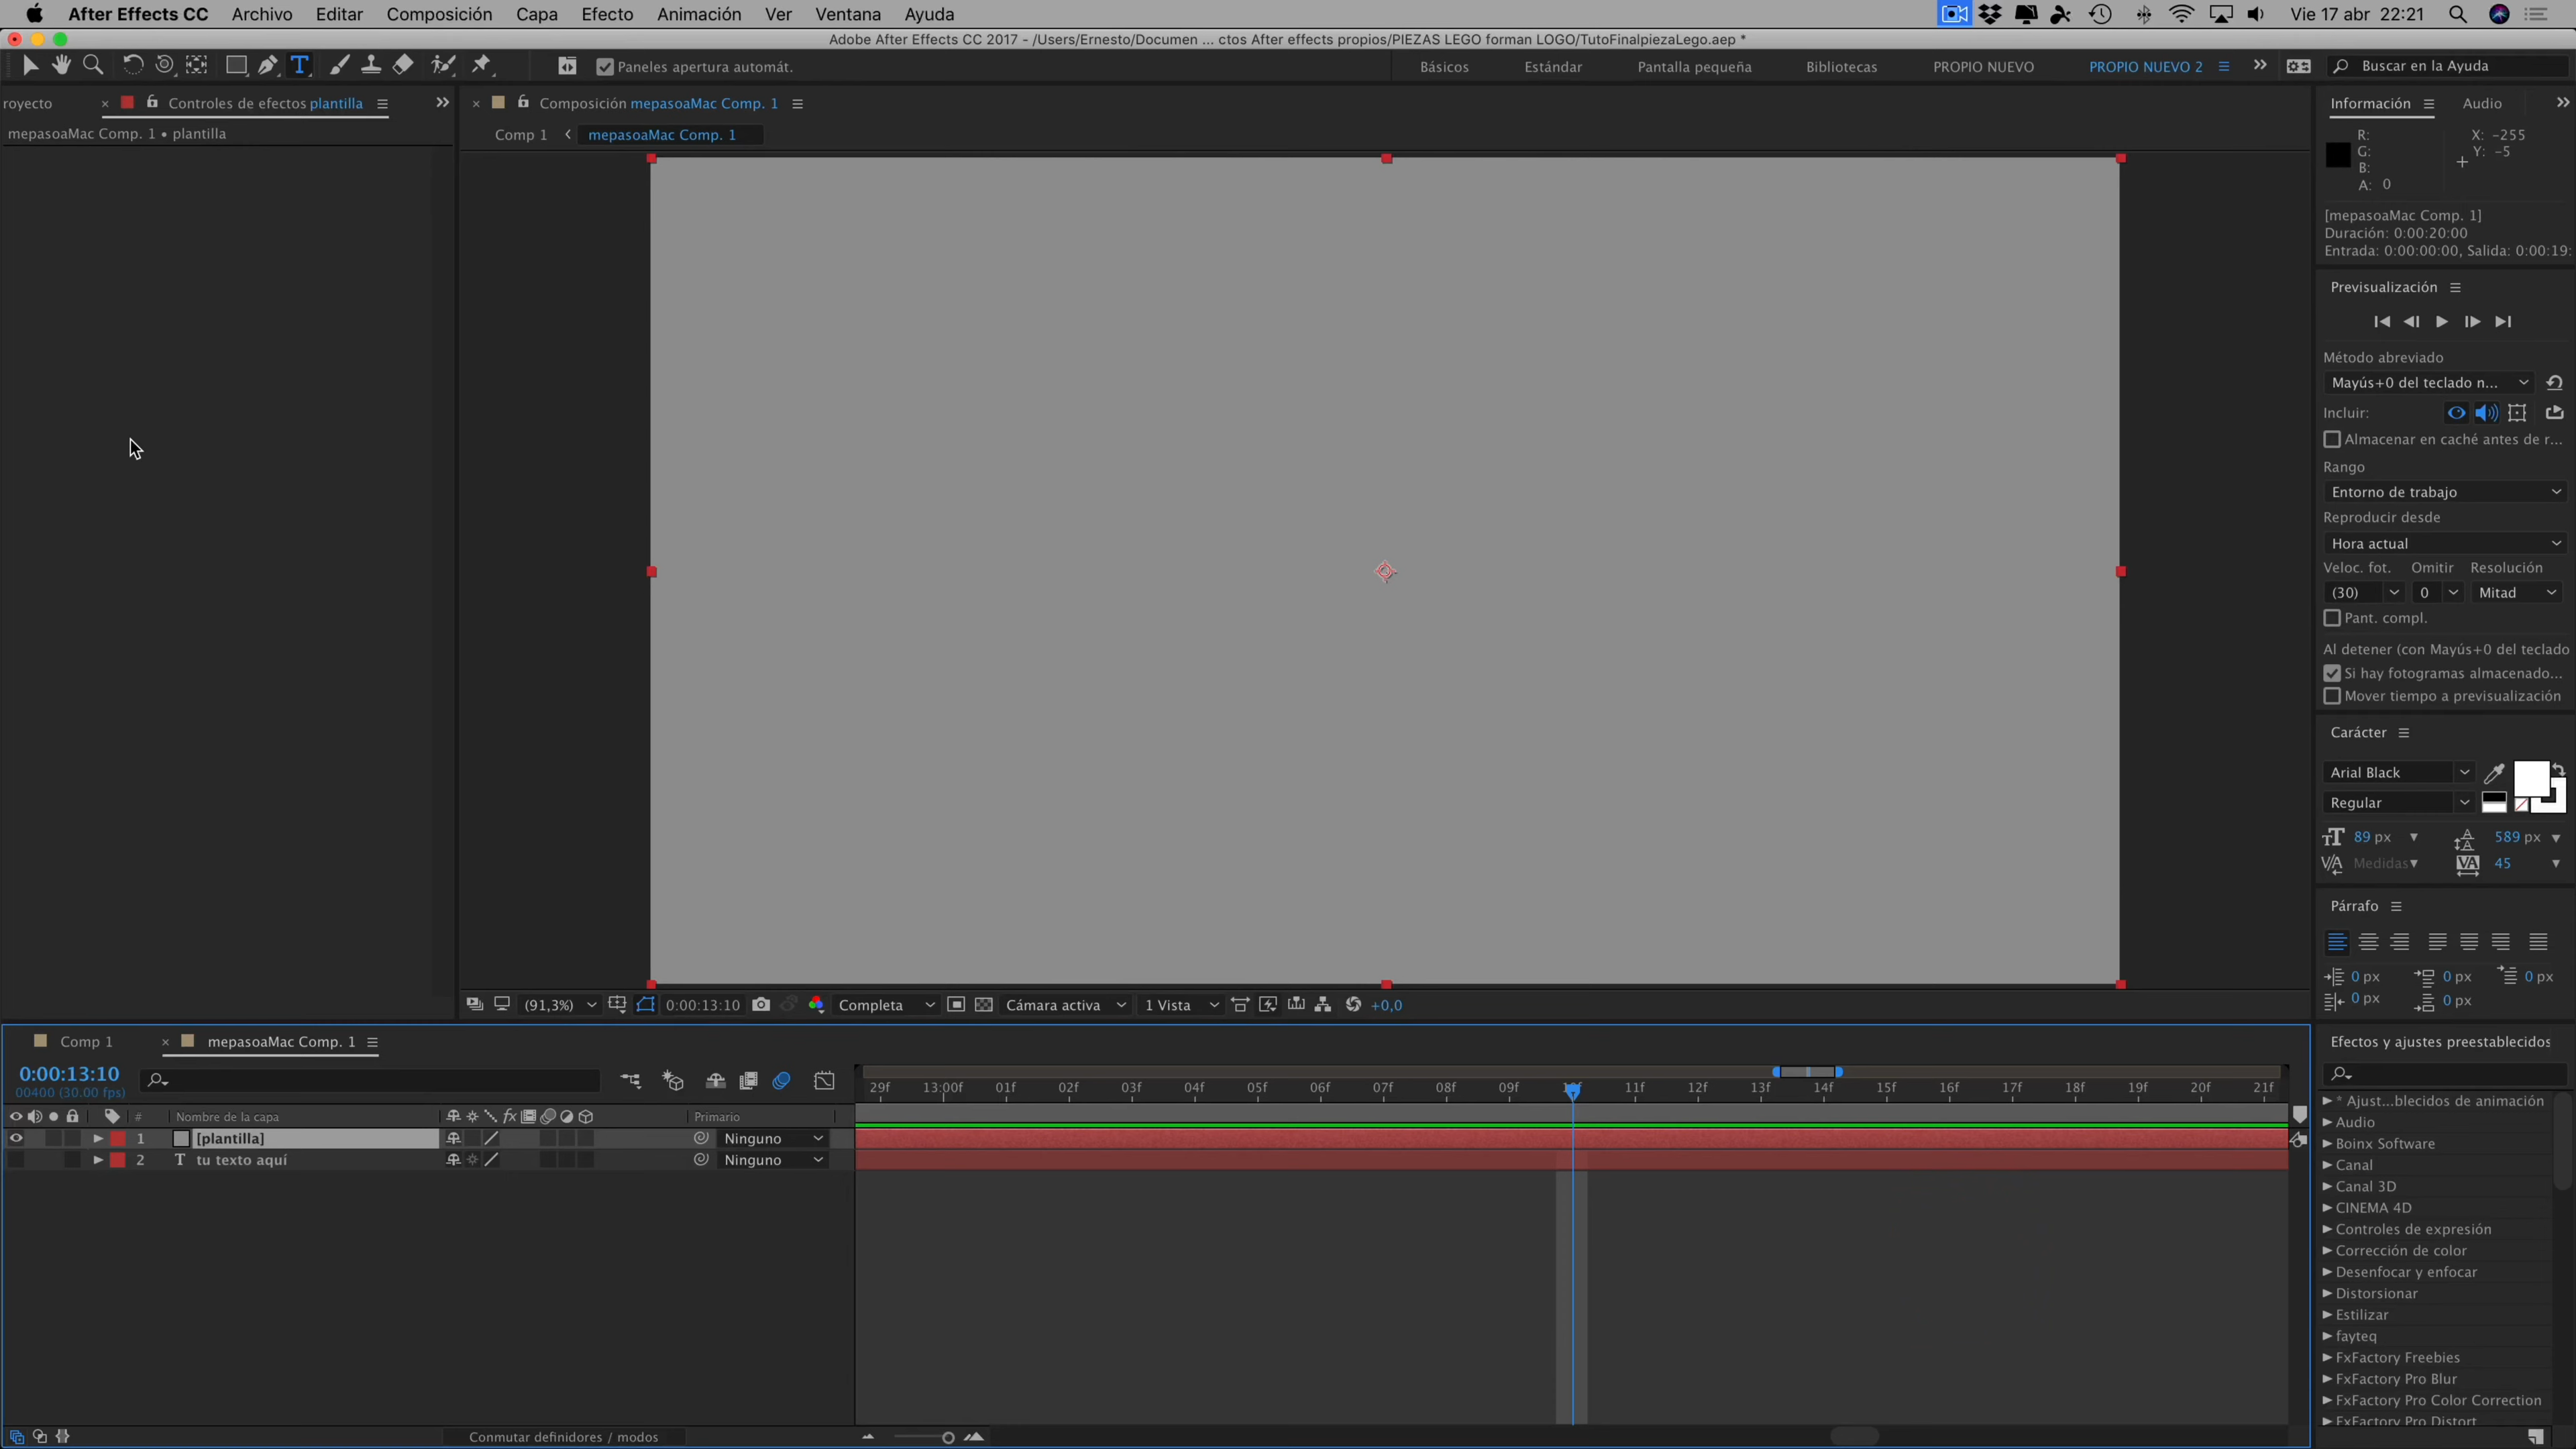 After Effects CC Archivo Editar Composición Capa Efecto Animación Ver Ventana Ayuda Vie 17 abr 22:21
Adobe After Effects CC 2017 - /Users/Ernesto/Documen ... ctos After effects propios/PIEZAS LEGO forman LOGO/TutoFinalpiezaLego.aep *
T Paneles apertura automát. Básicos Estándar Pantalla pequeña Bibliotecas PROPIO NUEVO PROPIO NUEVO 2 Buscar en la Ayuda
royecto × Controles de efectos plantilla × Composición mepasoaMac Comp. 1 Información Audio
mepasoaMac Comp. 1 • plantilla
Comp 1 mepasoaMac Comp. 1
R: X: -255
G: Y: -5
B:
A: 0
[mepasoaMac Comp. 1]
Duración: 0:00:20:00
Entrada: 0:00:00:00, Salida: 0:00:19:
Previsualización
Método abreviado
Mayús+0 del teclado n...
Incluir:
Almacenar en caché antes de r...
Rango
Entorno de trabajo
Reproducir desde
Hora actual
Veloc. fot. Omitir Resolución
(30) 0 Mitad
Pant. compl.
Al detener (con Mayús+0 del teclado
Si hay fotogramas almacenado...
Mover tiempo a previsualización
Carácter
Arial Black
Regular
89 px 589 px
Medidas 45
Párrafo
0 px 0 px 0 px
0 px 0 px
(91,3%) 0:00:13:10 Completa Cámara activa 1 Vista +0,0
Comp 1 × mepasoaMac Comp. 1
0:00:13:10
00400 (30.00 fps)
29f 13:00f 01f 02f 03f 04f 05f 06f 07f 08f 09f 11f 12f 13f 14f 15f 16f 17f 18f 19f 20f 21f
# Nombre de la capa fx Primario
1 [plantilla] Ninguno
2 T tu texto aquí Ninguno
Conmutar definidores / modos
Efectos y ajustes preestablecidos
* Ajust...blecidos de animación
Audio
Boinx Software
Canal
Canal 3D
CINEMA 4D
Controles de expresión
Corrección de color
Desenfocar y enfocar
Distorsionar
Estilizar
fayteq
FxFactory Freebies
FxFactory Pro Blur
FxFactory Pro Color Correction
FxFactory Pro Distort